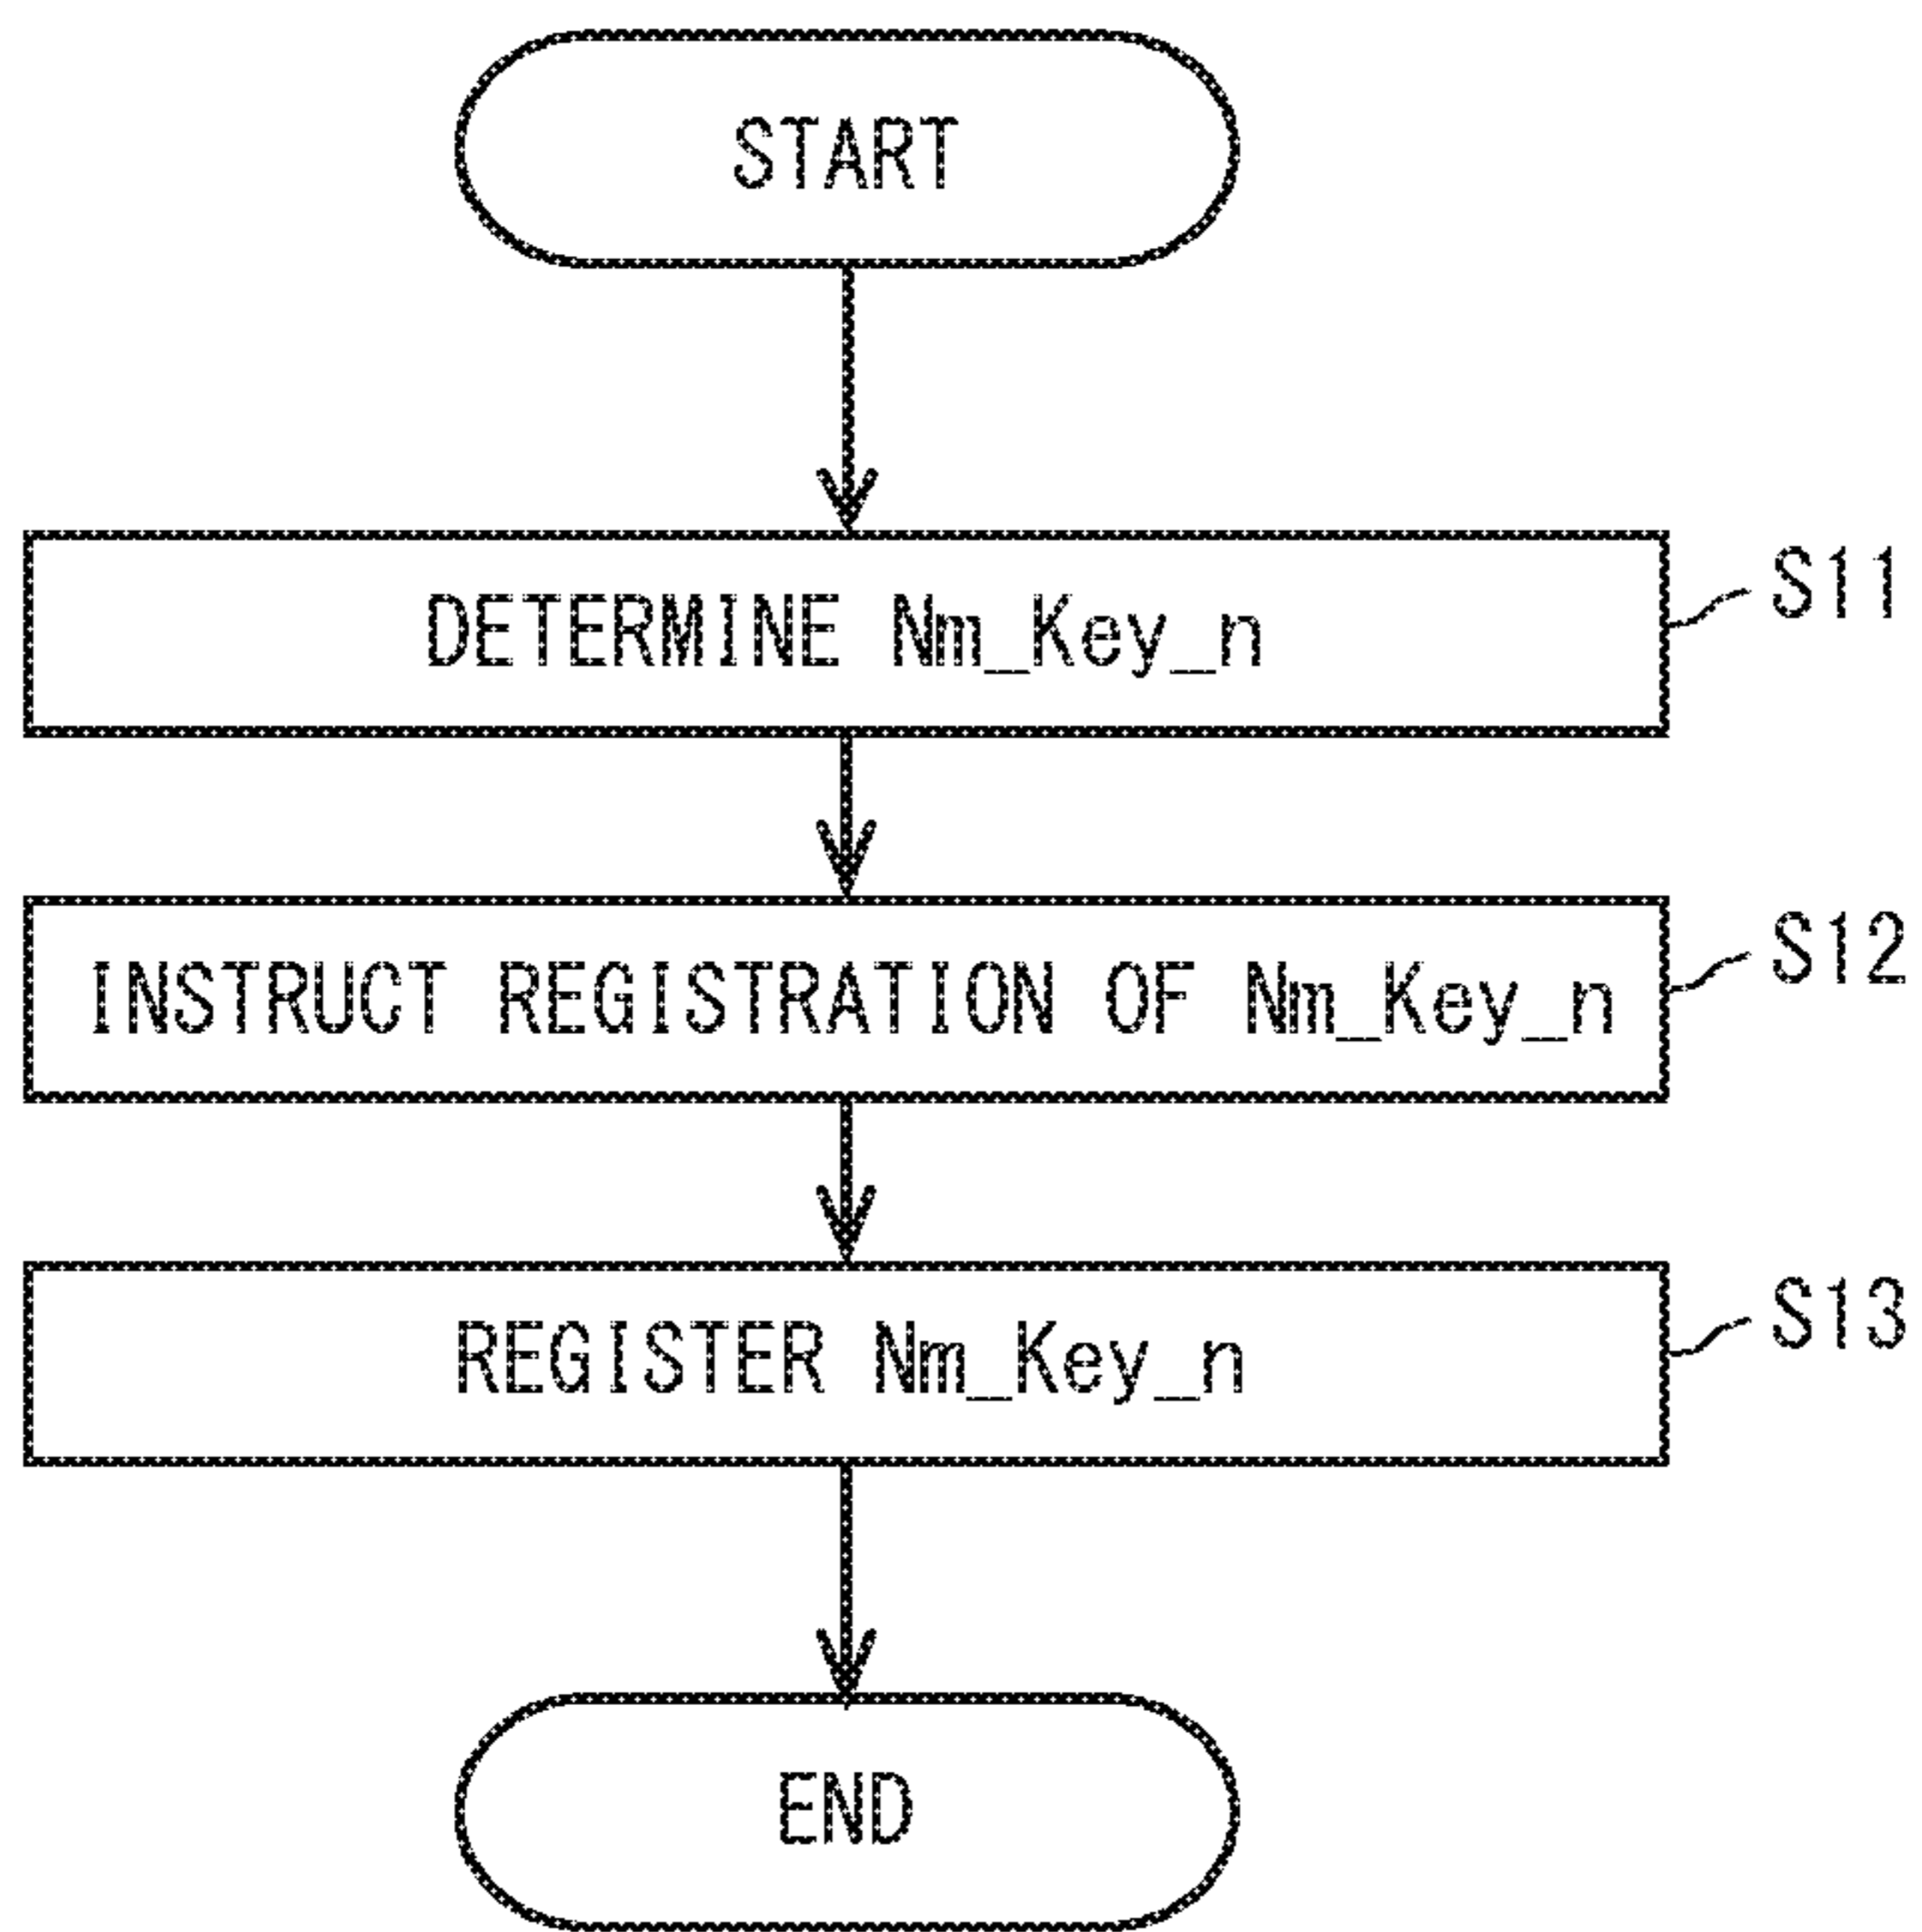 START
DETERMINE Nm_Key_n
S11
INSTRUCT REGISTRATION OF Nm_Key_n
S12
REGISTER Nm_Key_n
S13
END